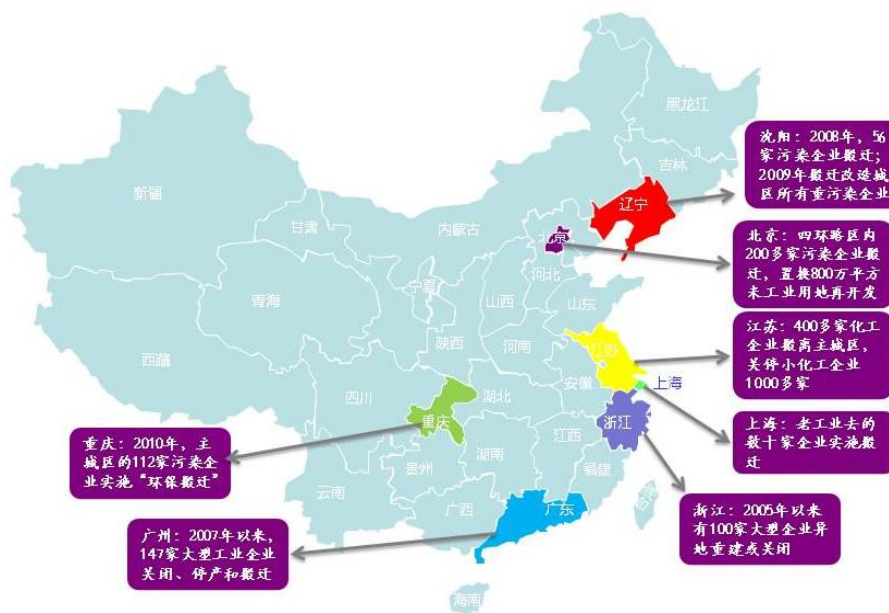 黑龙江
吉林
辽宁
新疆
甘肃
内蒙古
北京
河北
宁夏
山西
山东
青海
陕西
河南
江苏
西藏
安徽
上海
四川
重庆
湖北
浙江
湖南
江西
贵州
福建
云南
广西
广东
台湾
海南
沈阳：2008年，56
家污染企业搬迁；
2009年搬迁改造城
区所有重污染企业
北京：四环路区内
200多家污染企业搬
迁，置换800万平方
未工业用地再开发
江苏：400多家化工
企业搬离主城区，
关停小化工企业
1000多家
上海：老工业去的
数十家企业实施搬
迁
浙江：2005年以来
有100家大型企业异
地重建或关闭
重庆：2010年，主
城区的112家污染企
业实施“环保搬迁”
广州：2007年以来，
147家大型工业企业
关闭、停产和搬迁